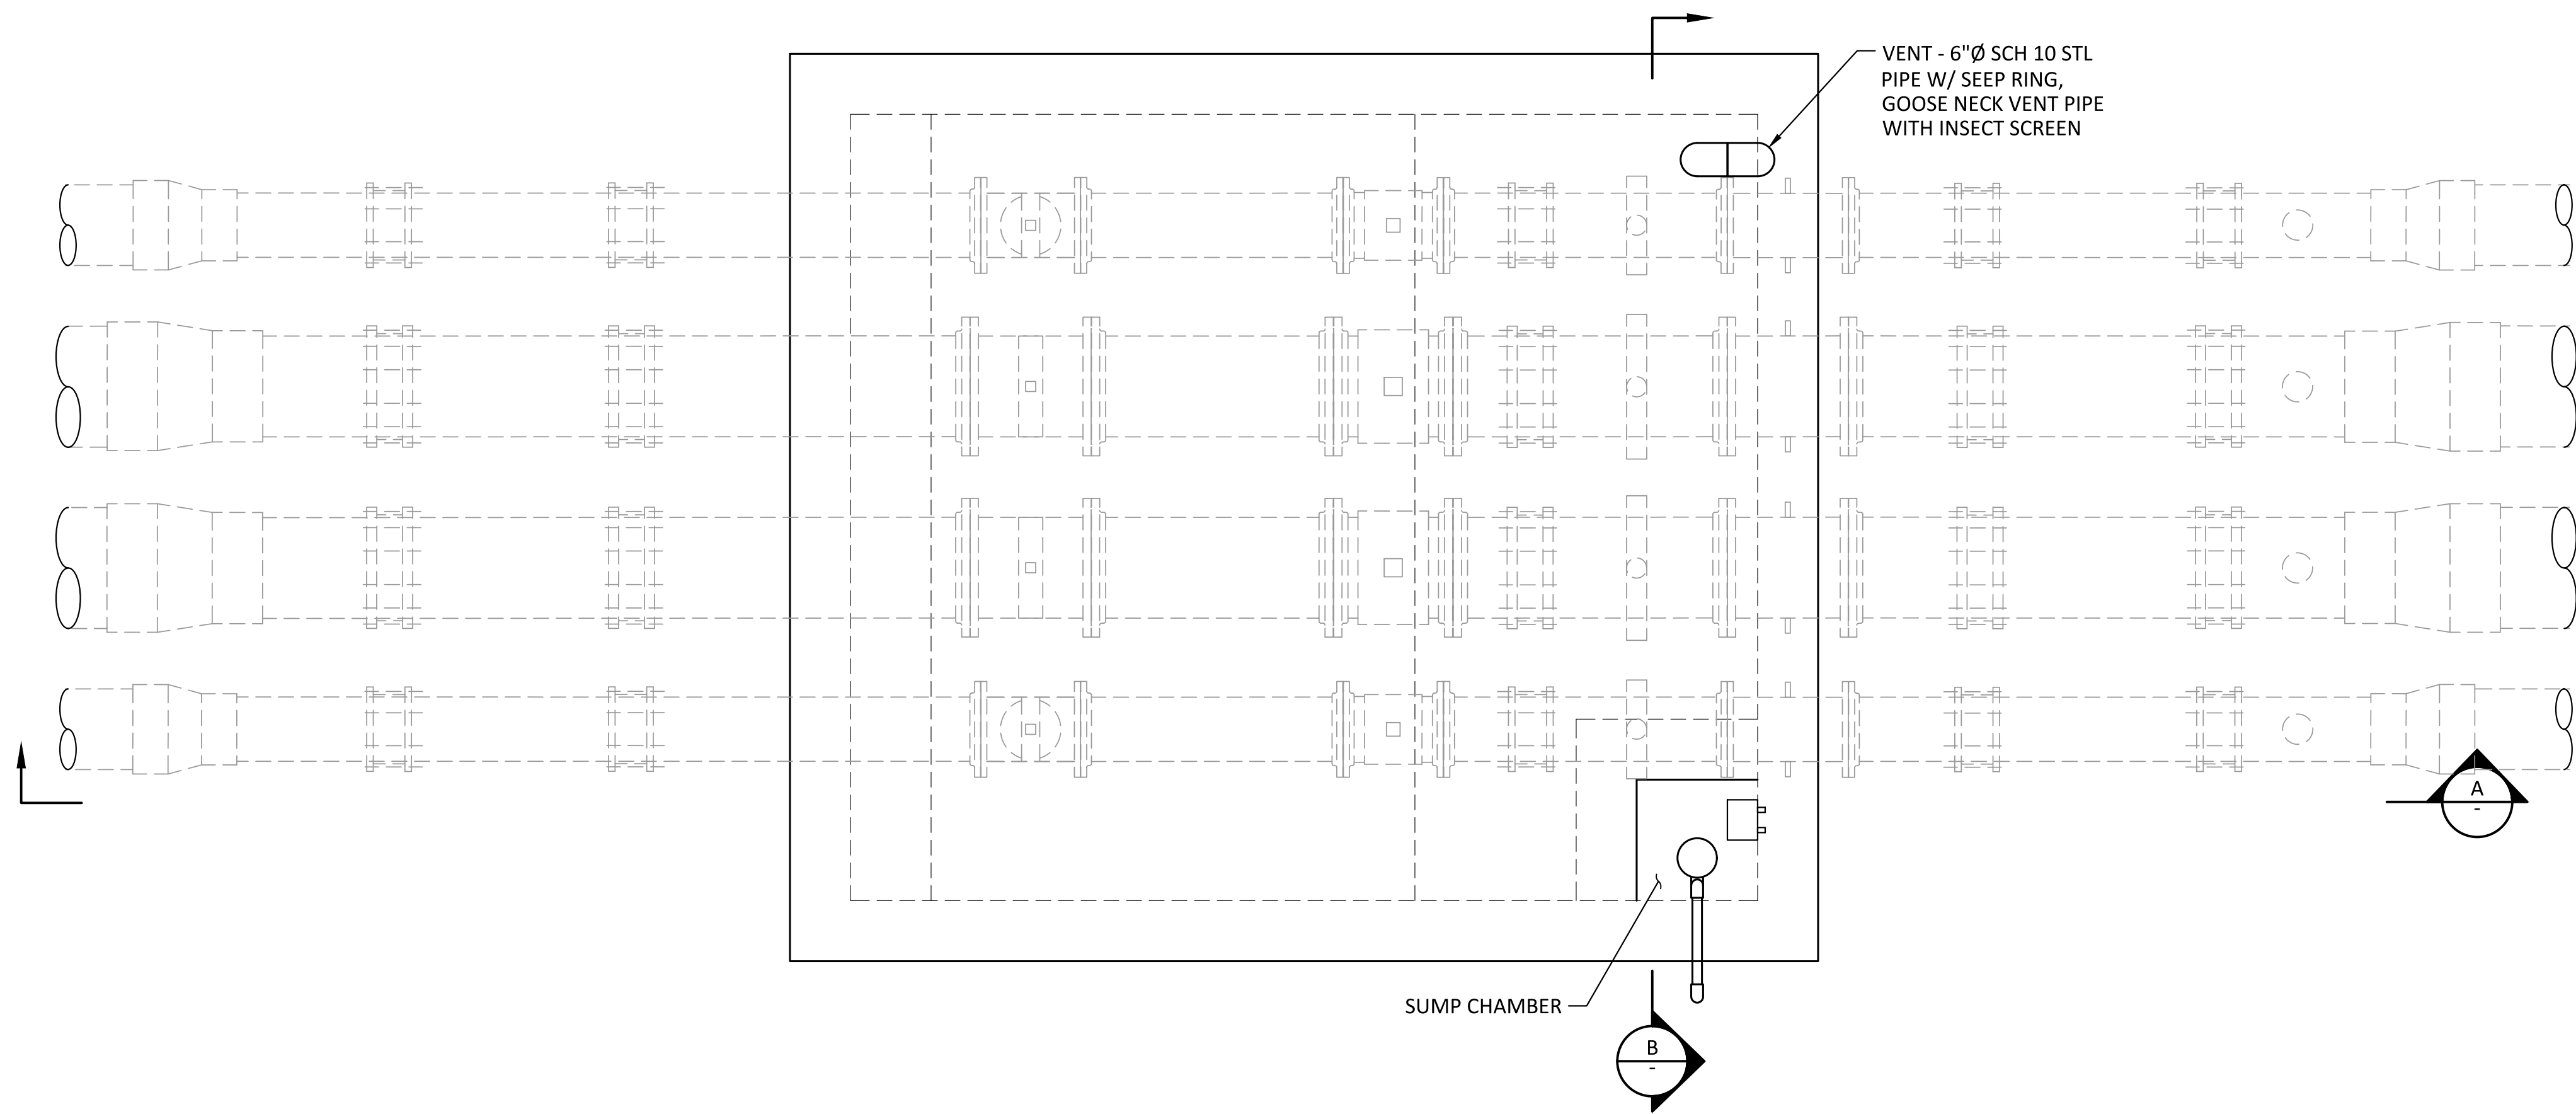 VENT - 6"Ø SCH 10 STL
PIPE W/ SEEP RING,
GOOSE NECK VENT PIPE
WITH INSECT SCREEN
A
-
SUMP CHAMBER
B
-